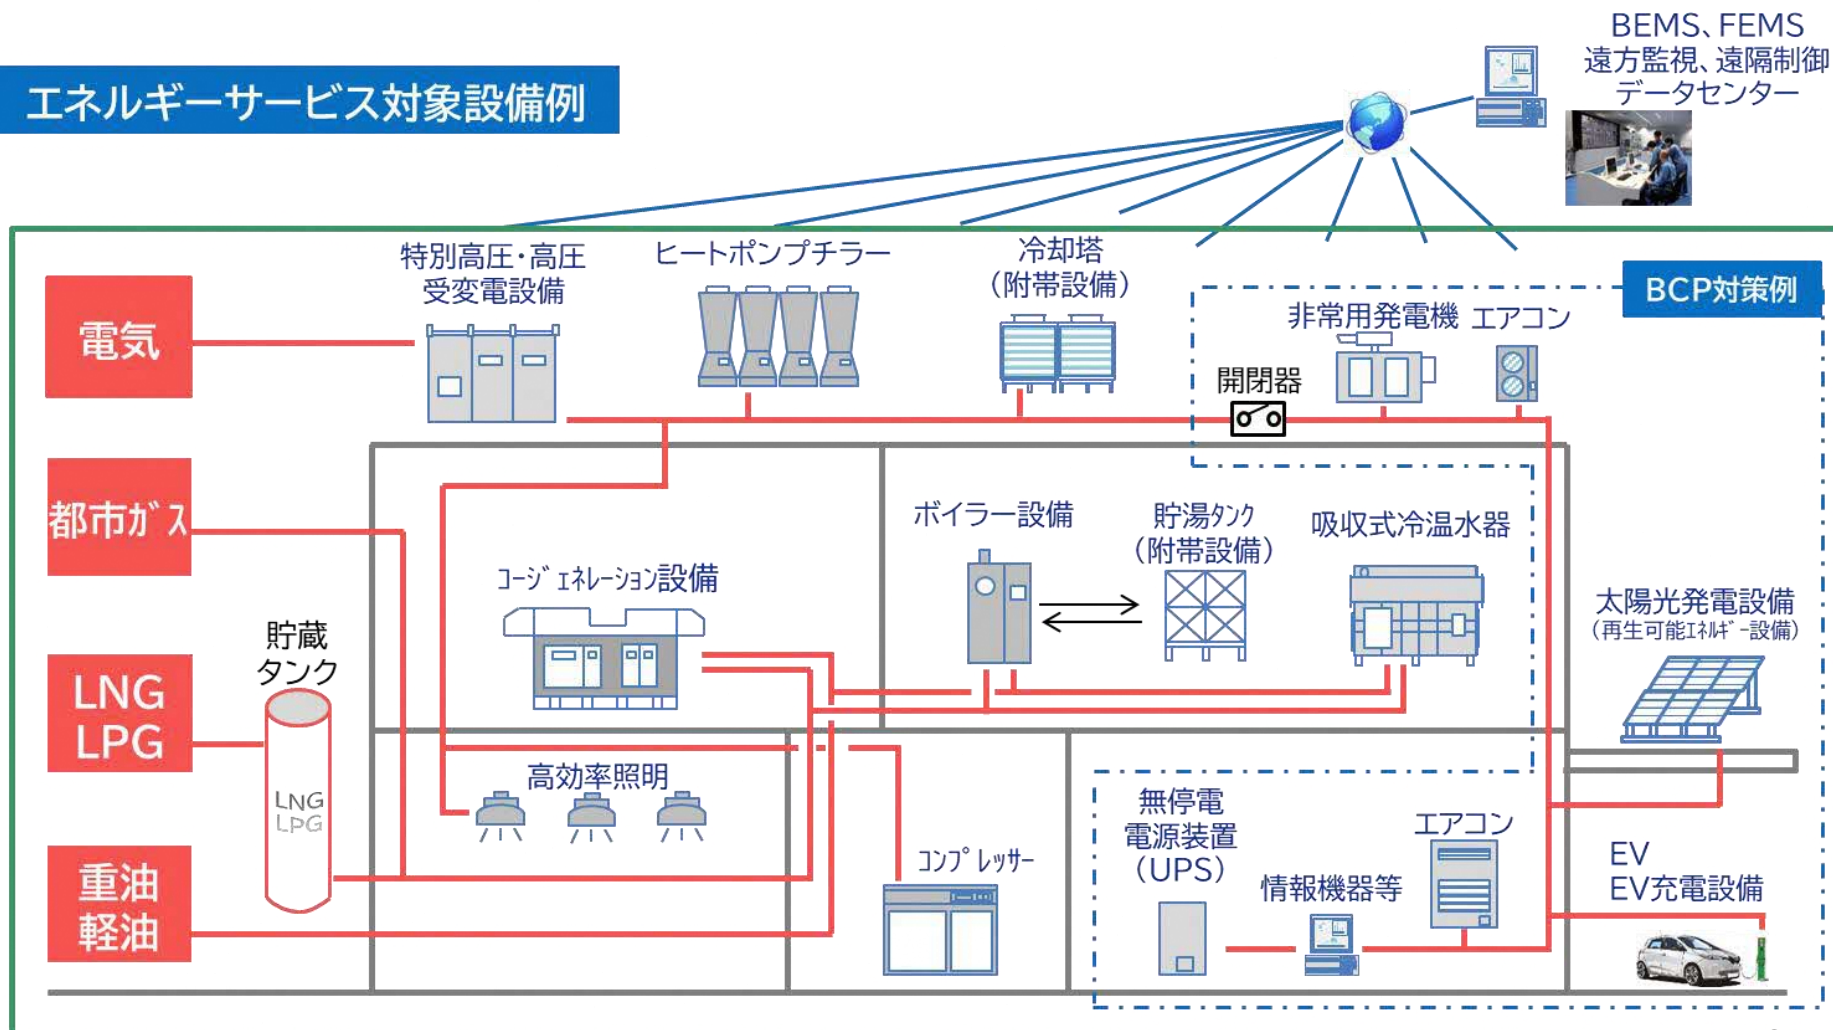 BEMS、FEMS
遠方監視、遠隔制御
データセンター
エネルギーサービス対象設備例
特別高圧・高圧
受変電設備
ヒートポンプチラー
冷却塔
（附帯設備）
BCP対策例
非常用発電機
エアコン
開閉器
電気
都市ｶﾞｽ
ボイラー設備
貯湯ﾀﾝｸ
（附帯設備）
吸収式冷温水器
ｺｰｼﾞｪﾈﾚｰｼｮﾝ設備
太陽光発電設備
（再生可能ｴﾈﾙｷﾞｰ設備）
貯蔵
タンク
LNG
LPG
LNG
LPG
高効率照明
無停電
電源装置
（UPS）
エアコン
ｺﾝﾌﾟﾚｯｻｰ
情報機器等
EV
EV充電設備
重油
軽油